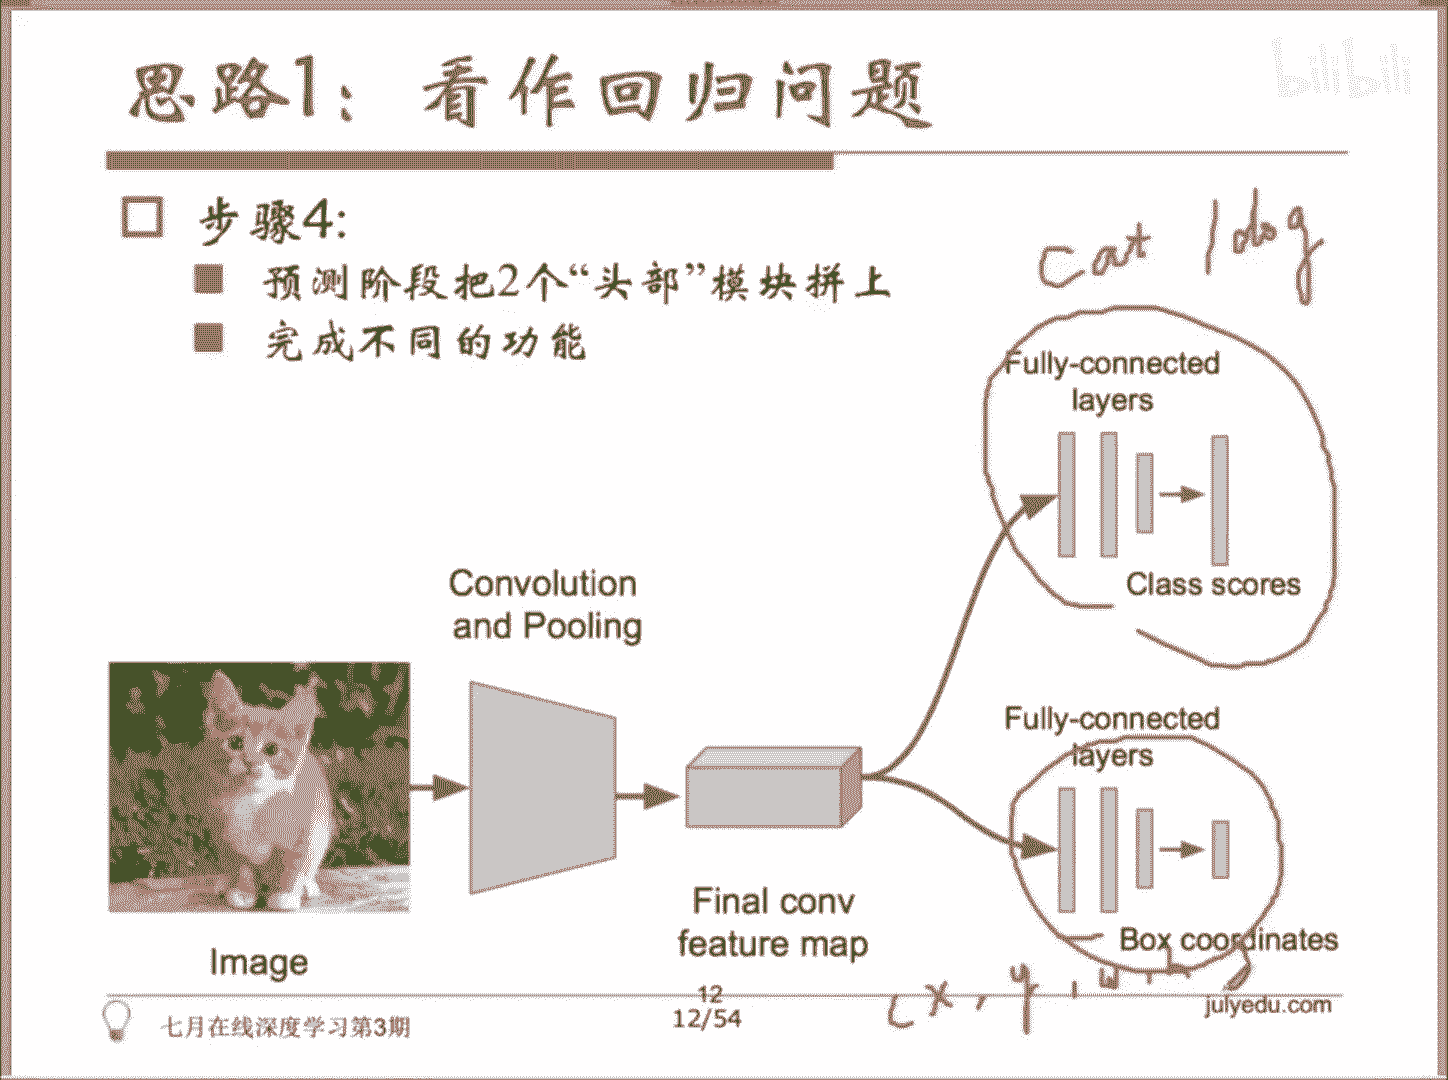 bilibili
思路1：看作回归问题
步骤4：
预测阶段把2个“头部”模块拼上
完成不同的功能
cat / dog
Fully-connected
layers
Class scores
Convolution
and Pooling
Fully-connected
layers
Box coordinates
Final conv
feature map
Image
(x, y, w, h)
12
12/54
七月在线深度学习第3期
julyedu.com